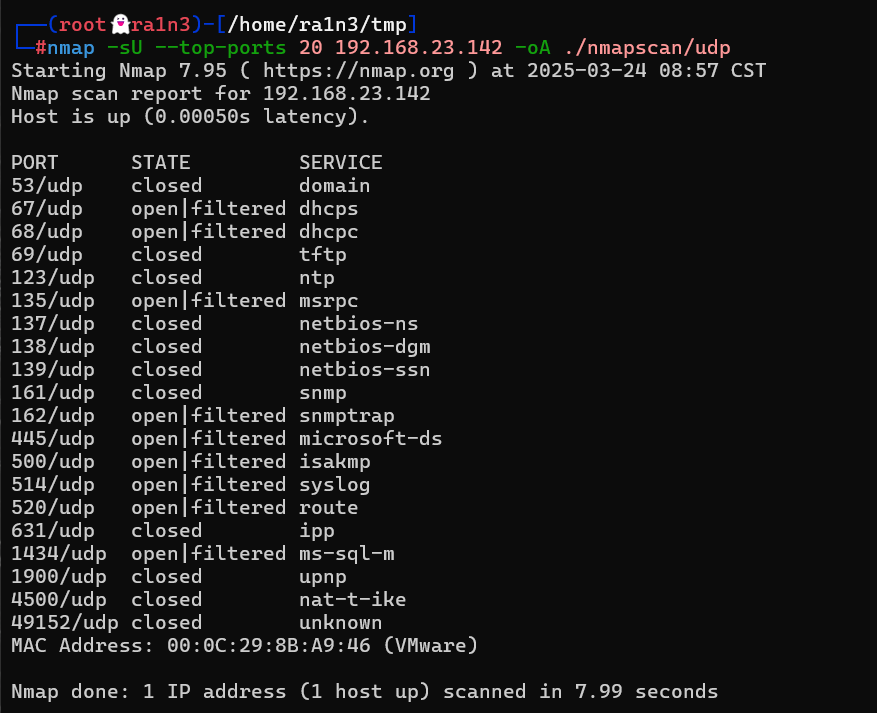 ┌──(root👻ra1n3)-[/home/ra1n3/tmp]
└─#nmap -sU --top-ports 20 192.168.23.142 -oA ./nmapscan/udp
Starting Nmap 7.95 ( https://nmap.org ) at 2025-03-24 08:57 CST
Nmap scan report for 192.168.23.142
Host is up (0.00050s latency).

PORT      STATE         SERVICE
53/udp    closed        domain
67/udp    open|filtered dhcps
68/udp    open|filtered dhcpc
69/udp    closed        tftp
123/udp   closed        ntp
135/udp   open|filtered msrpc
137/udp   closed        netbios-ns
138/udp   closed        netbios-dgm
139/udp   closed        netbios-ssn
161/udp   closed        snmp
162/udp   open|filtered snmptrap
445/udp   open|filtered microsoft-ds
500/udp   open|filtered isakmp
514/udp   open|filtered syslog
520/udp   open|filtered route
631/udp   closed        ipp
1434/udp  open|filtered ms-sql-m
1900/udp  closed        upnp
4500/udp  closed        nat-t-ike
49152/udp closed        unknown
MAC Address: 00:0C:29:8B:A9:46 (VMware)

Nmap done: 1 IP address (1 host up) scanned in 7.99 seconds